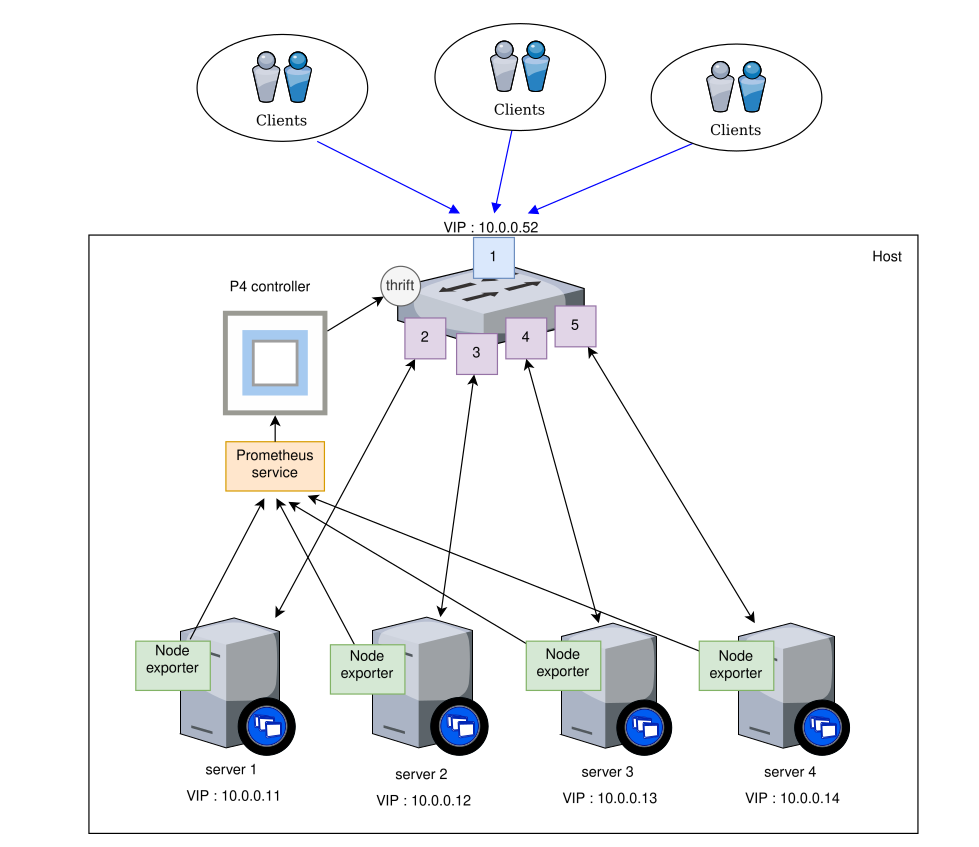 Clients
Clients
Clients
VIP : 10.0.0.52
1
Host
thrift
P4 controller
2
3
4
5
Prometheus
service
Node
exporter
Node
exporter
Node
exporter
Node
exporter
server 1
server 2
server 3
server 4
VIP : 10.0.0.11
VIP : 10.0.0.12
VIP : 10.0.0.13
VIP : 10.0.0.14